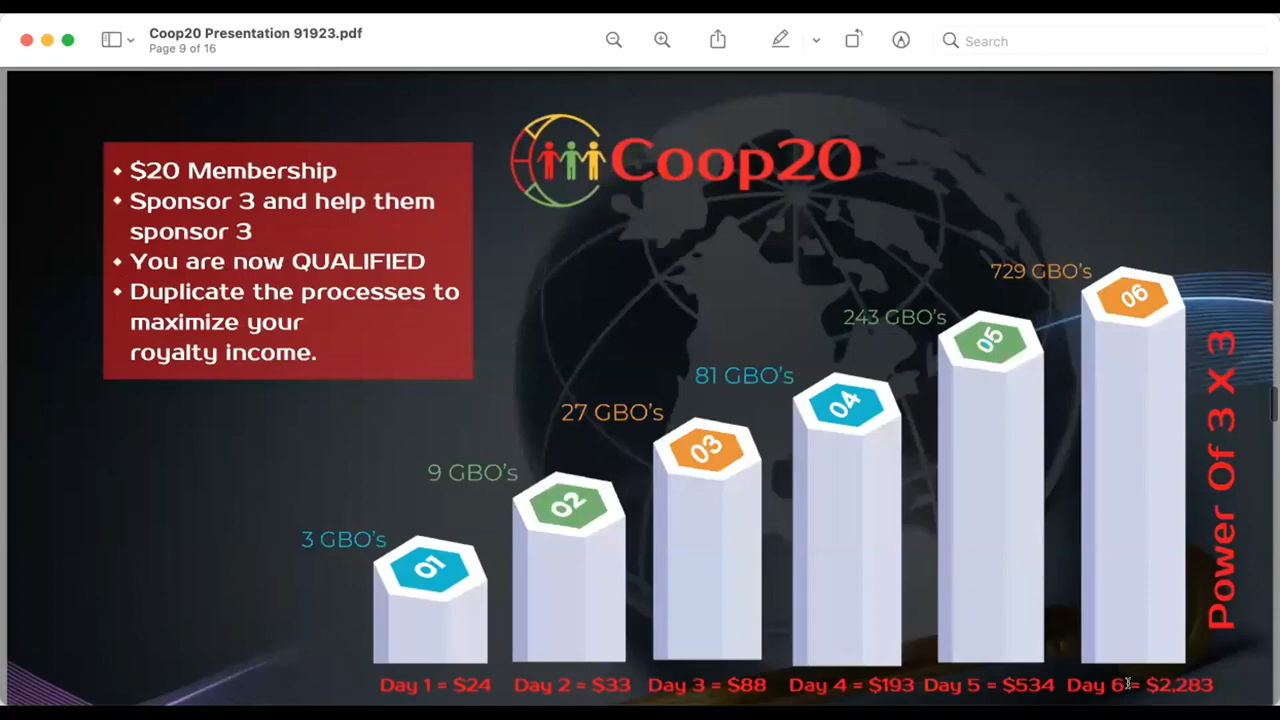 Coop20 Presentation 91923.pdf
Page 9 of 16
Search
• $20 Membership
• Sponsor 3 and help them
sponsor 3
• You are now QUALIFIED
• Duplicate the processes to
maximize your
royalty income.
Coop20
3 GBO's
9 GBO's
27 GBO's
81 GBO's
243 GBO's
729 GBO's
01
02
03
04
05
06
Power Of 3 X 3
Day 1 = $24
Day 2 = $33
Day 3 = $88
Day 4 = $193
Day 5 = $534
Day 6 = $2,283